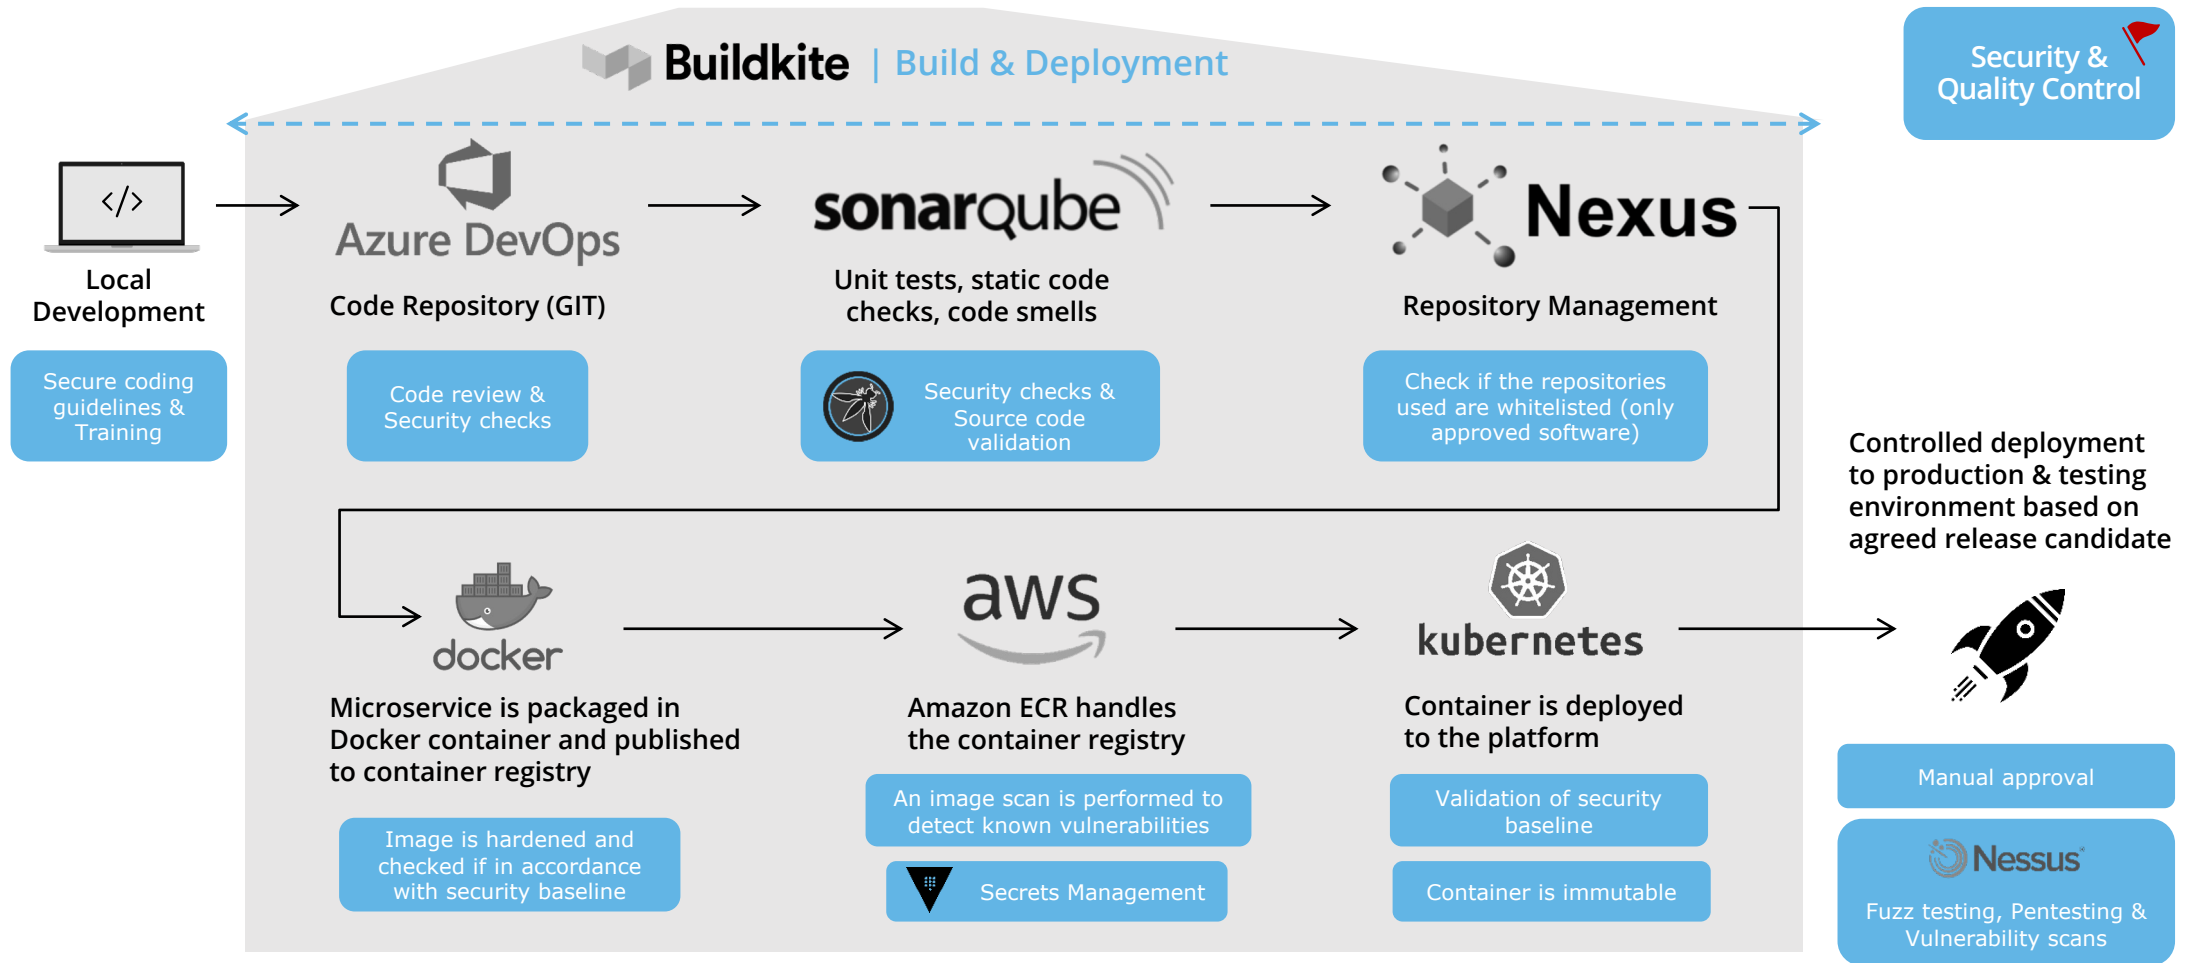 Buildkite | Build & Deployment
Security &
Quality Control
</>
Azure DevOps
sonarqube
Nexus
Local
Development
Code Repository (GIT)
Unit tests, static code
checks, code smells
Repository Management
Secure coding
guidelines &
Training
Code review &
Security checks
Security checks &
Source code
validation
Check if the repositories
used are whitelisted (only
approved software)
Controlled deployment
to production & testing
environment based on
agreed release candidate
docker
aws
kubernetes
Microservice is packaged in
Docker container and published
to container registry
Amazon ECR handles
the container registry
Container is deployed
to the platform
Image is hardened and
checked if in accordance
with security baseline
An image scan is performed to
detect known vulnerabilities
Secrets Management
Validation of security
baseline
Container is immutable
Manual approval
Nessus®
Fuzz testing, Pentesting &
Vulnerability scans